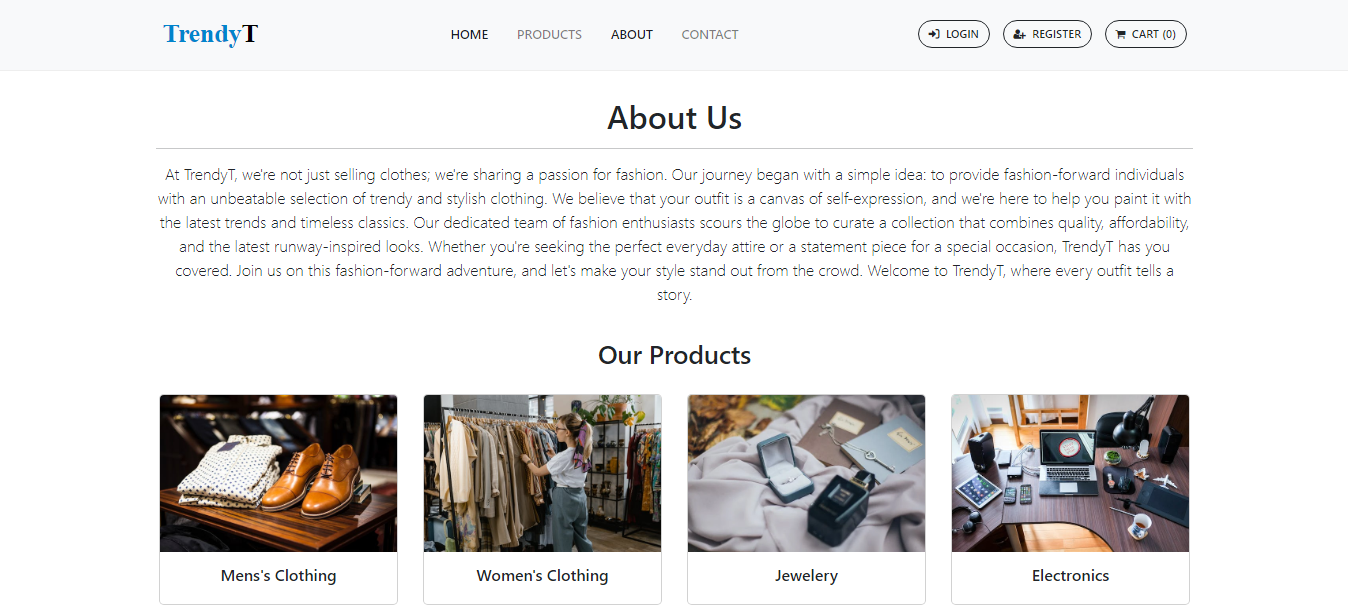 TrendyT
HOME PRODUCTS ABOUT CONTACT
LOGIN REGISTER CART (0)
About Us
At TrendyT, we're not just selling clothes; we're sharing a passion for fashion. Our journey began with a simple idea: to provide fashion-forward individuals
with an unbeatable selection of trendy and stylish clothing. We believe that your outfit is a canvas of self-expression, and we're here to help you paint it with
the latest trends and timeless classics. Our dedicated team of fashion enthusiasts scours the globe to curate a collection that combines quality, affordability,
and the latest runway-inspired looks. Whether you're seeking the perfect everyday attire or a statement piece for a special occasion, TrendyT has you
covered. Join us on this fashion-forward adventure, and let's make your style stand out from the crowd. Welcome to TrendyT, where every outfit tells a
story.
Our Products
Mens's Clothing
Women's Clothing
Jewelery
Electronics